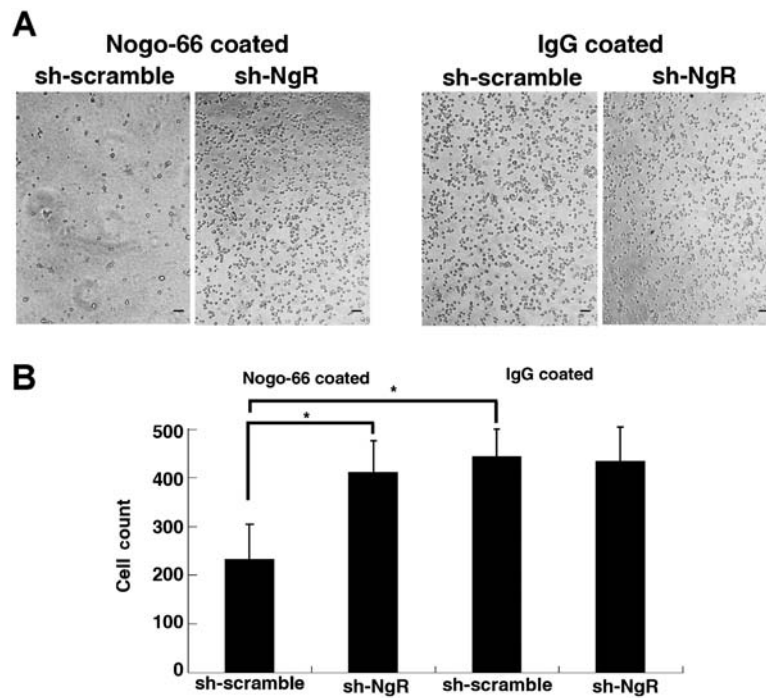 A
Nogo-66 coated
IgG coated
sh-scramble
sh-NgR
sh-scramble
sh-NgR
B
Nogo-66 coated
IgG coated
*
*
Cell count
500
400
300
200
100
0
sh-scramble
sh-NgR
sh-scramble
sh-NgR